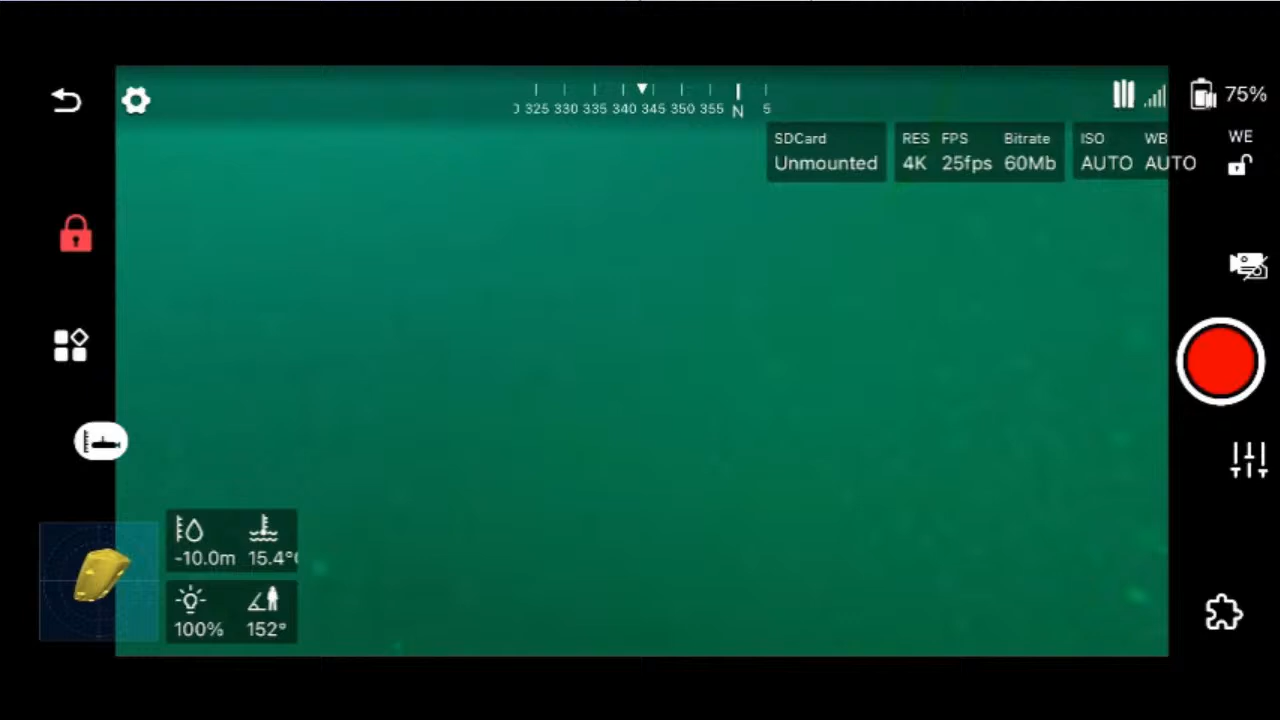 325 330 335 340 345 350 355 N 5
75%
WE
SDCard
Unmounted
RES FPS Bitrate
4K 25fps 60Mb
ISO WB
AUTO AUTO
-10.0m 15.4°
100% 152°